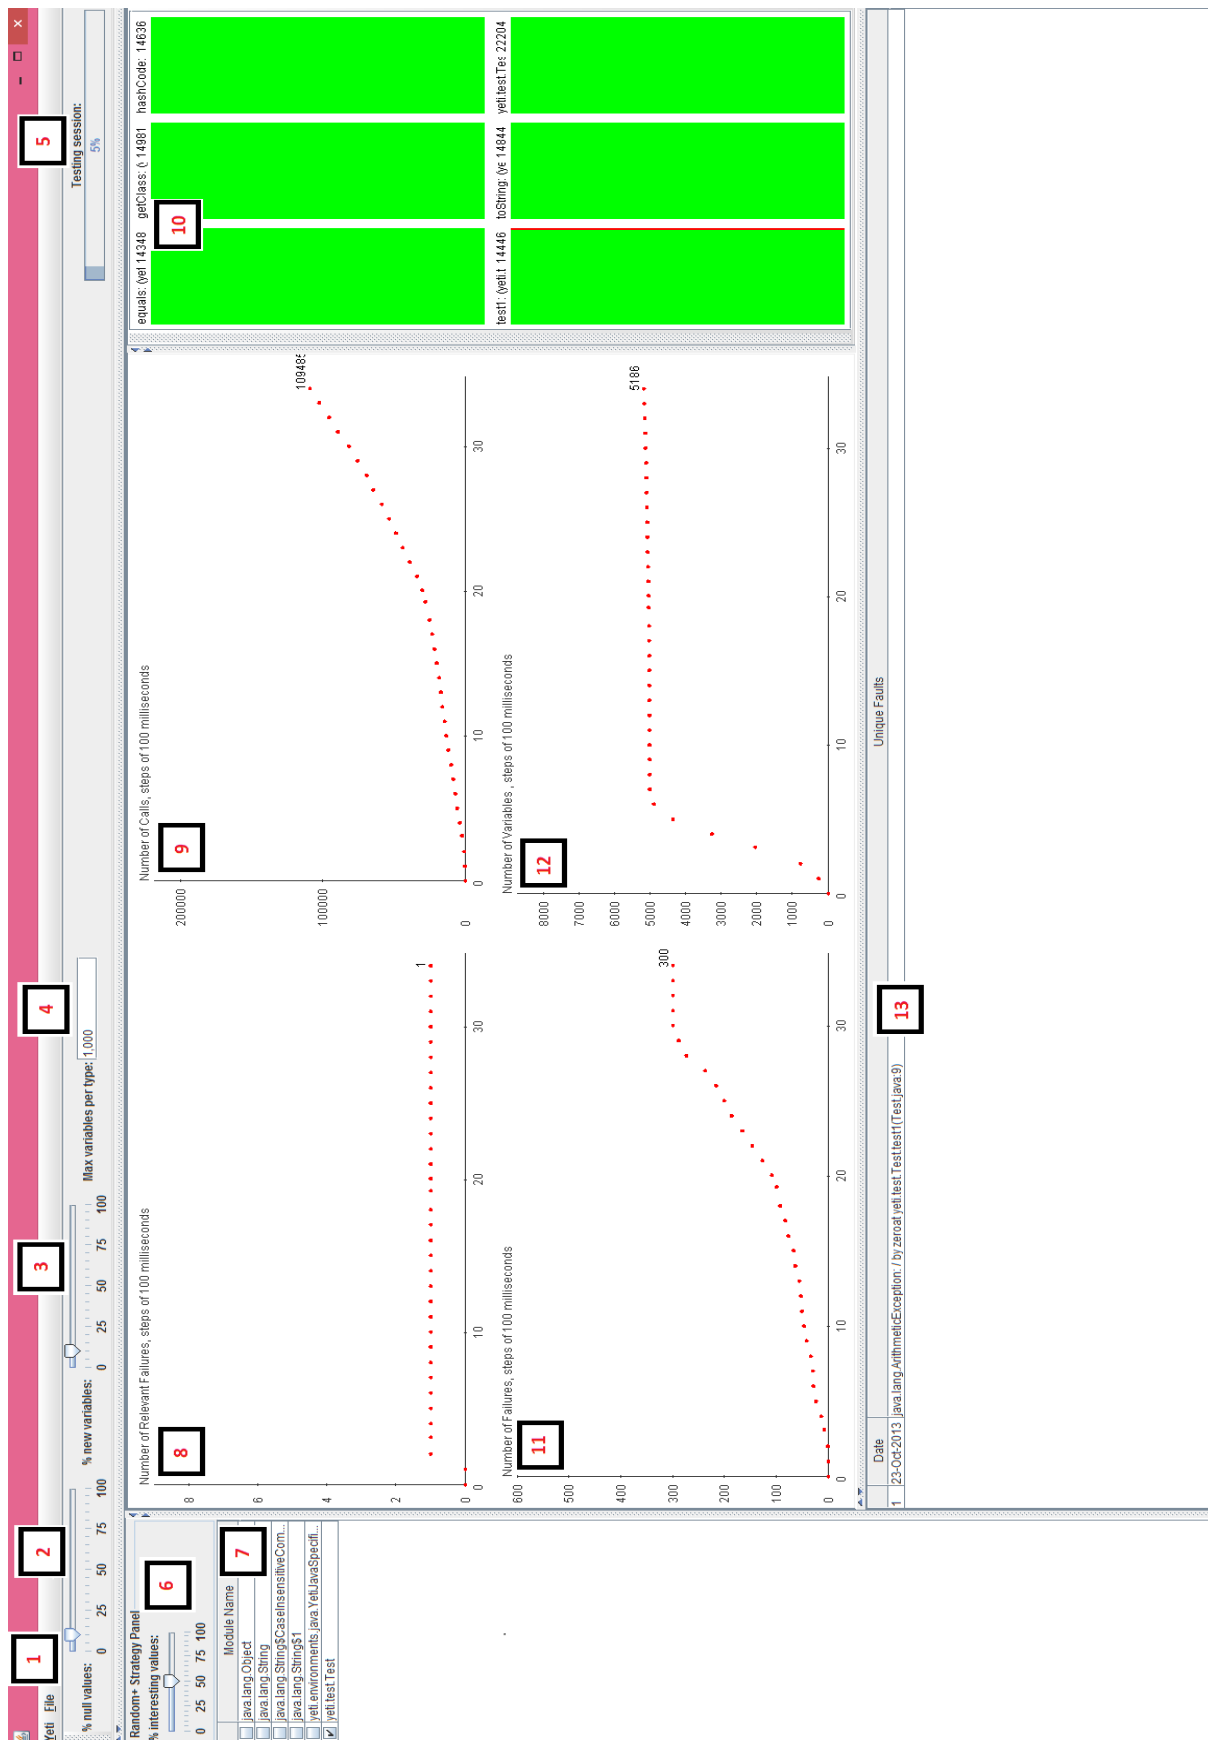 1
2
3
4
5
Yeti File
% null values:
0 25 50 75 100
% new variables:
0 25 50 75 100
Max variables per type: 1,000
Testing session:
5%
Random+ Strategy Panel
% interesting values:
0 25 50 75 100
6
7
Module Name
java.lang.Object
java.lang.String
java.lang.String$CaseInsensitiveCom...
java.lang.String$1
yeti.environments.java.YetiJavaSpecifi...
yeti.test.Test
Number of Relevant Failures, steps of 100 milliseconds
8
8
6
4
2
0
1
10 20 30
Number of Calls, steps of 100 milliseconds
9
200000
100000
0
109485
0 10 20 30
equals: (yet 14348
getClass: ( 14981
hashCode: 14636
10
test1: (yeti.t 14446
toString: (ye 14844
yeti.test.Tes 22204
Number of Failures, steps of 100 milliseconds
11
600
500
400
300
200
100
0
300
0 10 20 30
Number of Variables , steps of 100 milliseconds
12
8000
7000
6000
5000
4000
3000
2000
1000
0
5186
0 10 20 30
Date
Unique Faults
13
1 23-Oct-2013 java.lang.ArithmeticException: / by zero at yeti.test.Test.test1(Test.java:9)